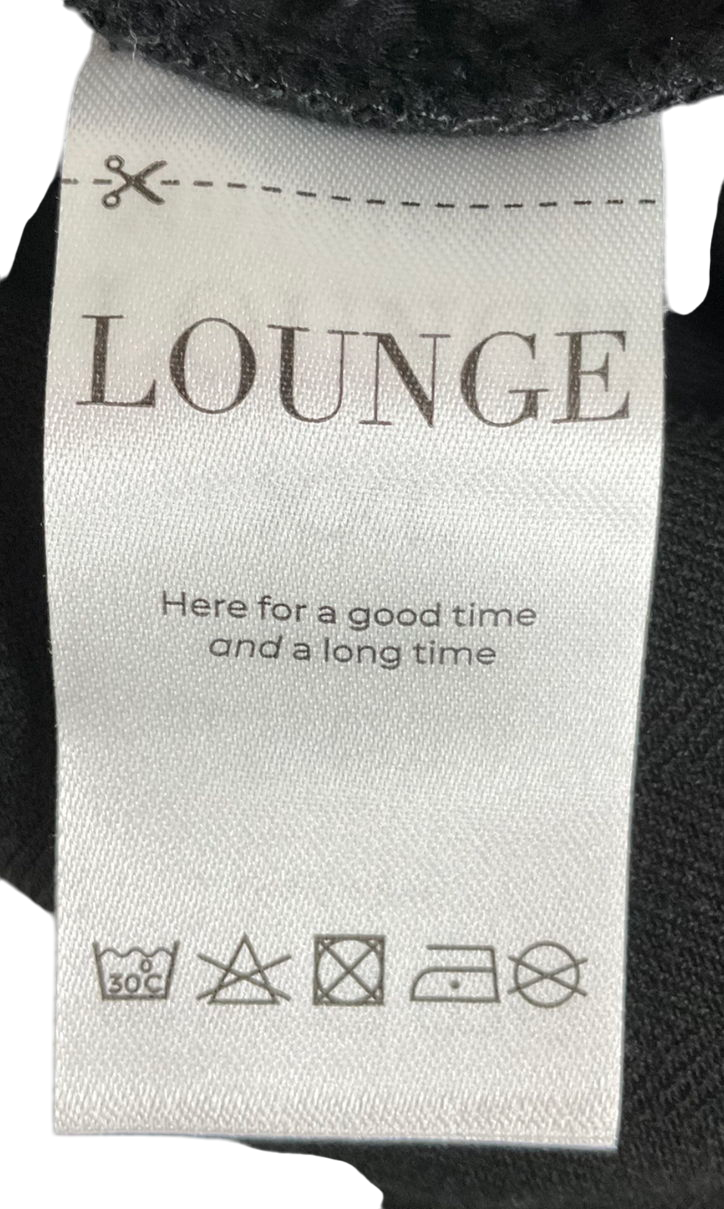 LOUNGE
Here for a good time
and a long time
30°C